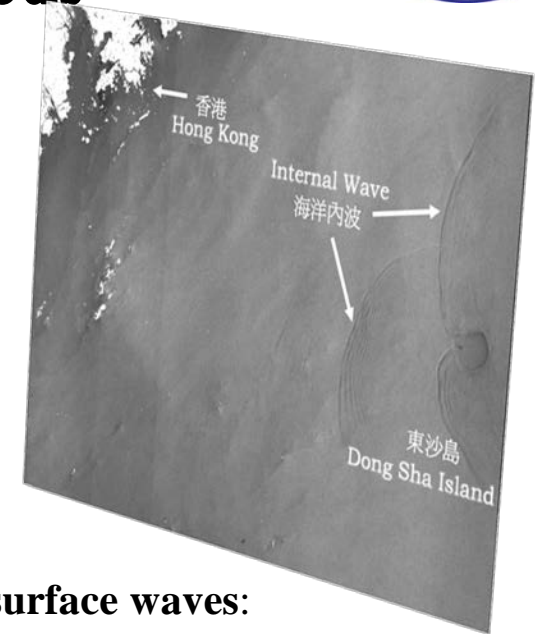 香港
Hong Kong
Internal Wave
海洋內波
東沙島
Dong Sha Island
surface waves: